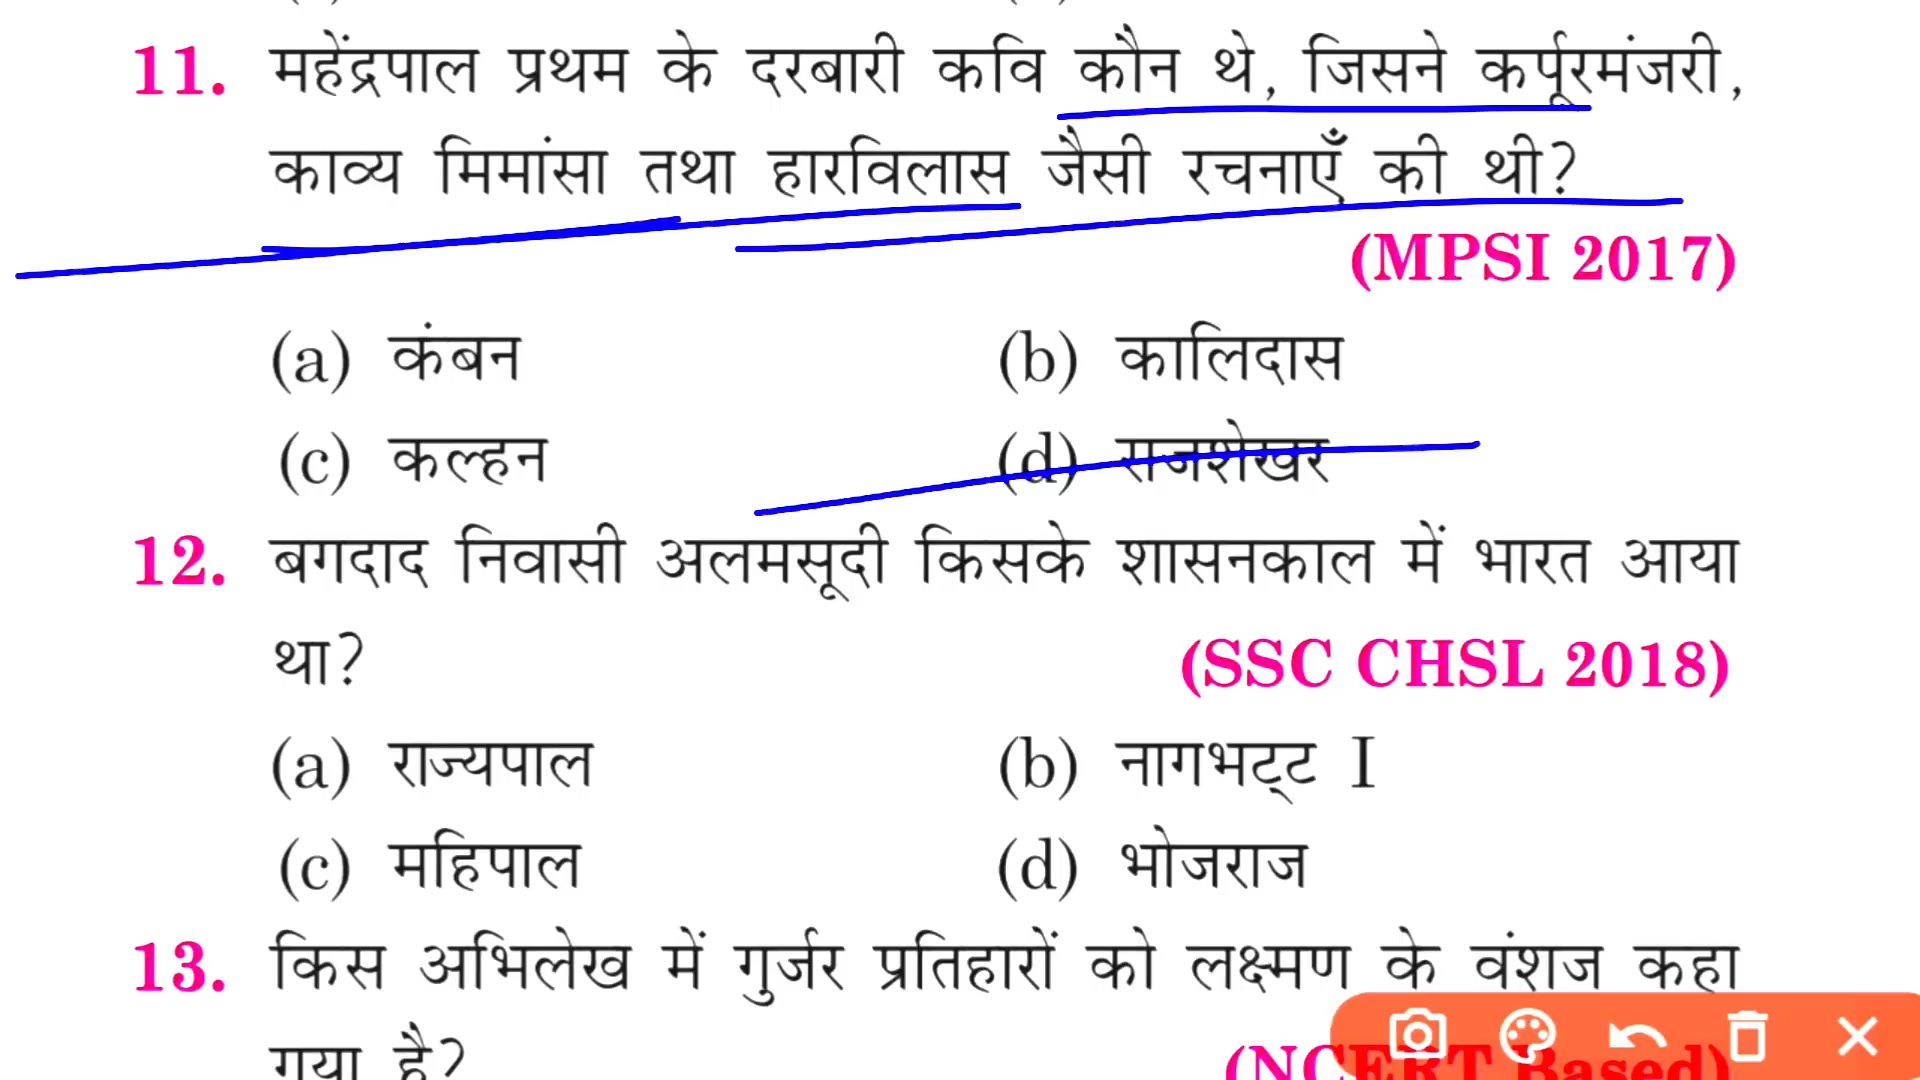 11. महेंद्रपाल प्रथम के दरबारी कवि कौन थे, जिसने कर्पूरमंजरी,
काव्य मिमांसा तथा हारविलास जैसी रचनाएँ की थी?
(MPSI 2017)
(a) कंबन (b) कालिदास
(c) कल्हन (d) राजशेखर
12. बगदाद निवासी अलमसूदी किसके शासनकाल में भारत आया
था? (SSC CHSL 2018)
(a) राज्यपाल (b) नागभट्ट I
(c) महिपाल (d) भोजराज
13. किस अभिलेख में गुर्जर प्रतिहारों को लक्ष्मण के वंशज कहा
गया है? (NCERT Based)